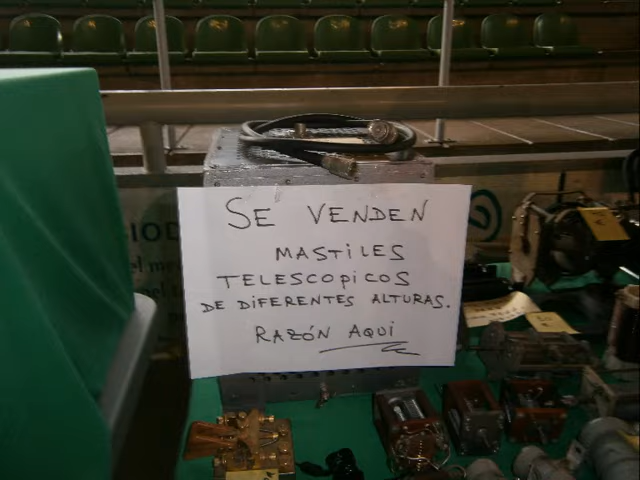 SE VENDEN
MASTILES
TELESCOPICOS
DE DIFERENTES ALTURAS.
RAZÓN AQUI